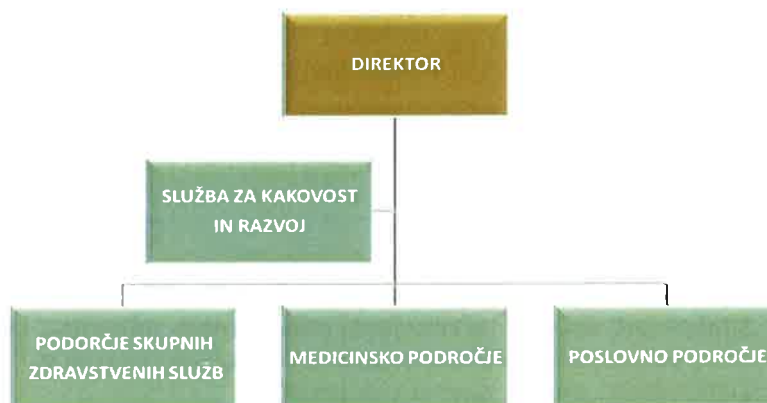 DIREKTOR
SLUŽBA ZA KAKOVOST
IN RAZVOJ
PODORČJE SKUPNIH
ZDRAVSTVENIH SLUŽB
MEDICINSKO PODROČJE
POSLOVNO PODROČJE